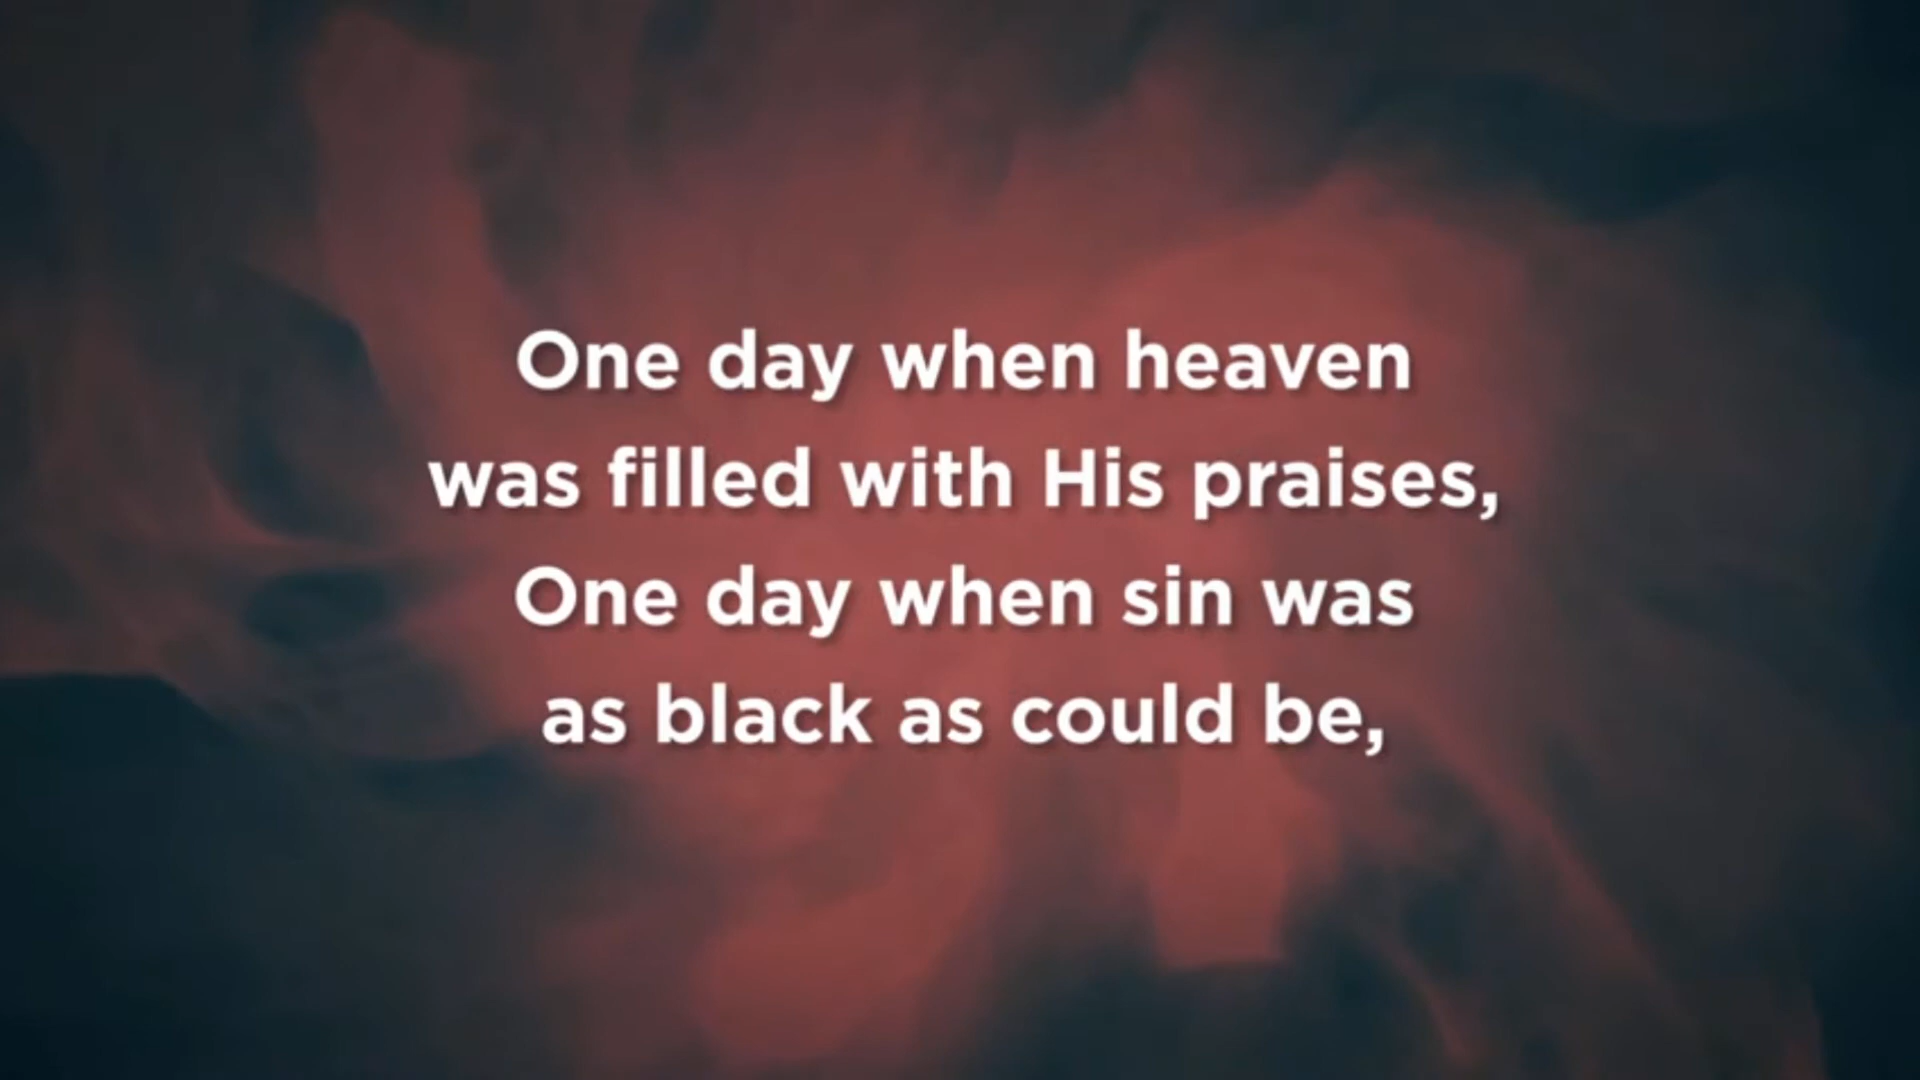 One day when heaven
was filled with His praises,
One day when sin was
as black as could be,